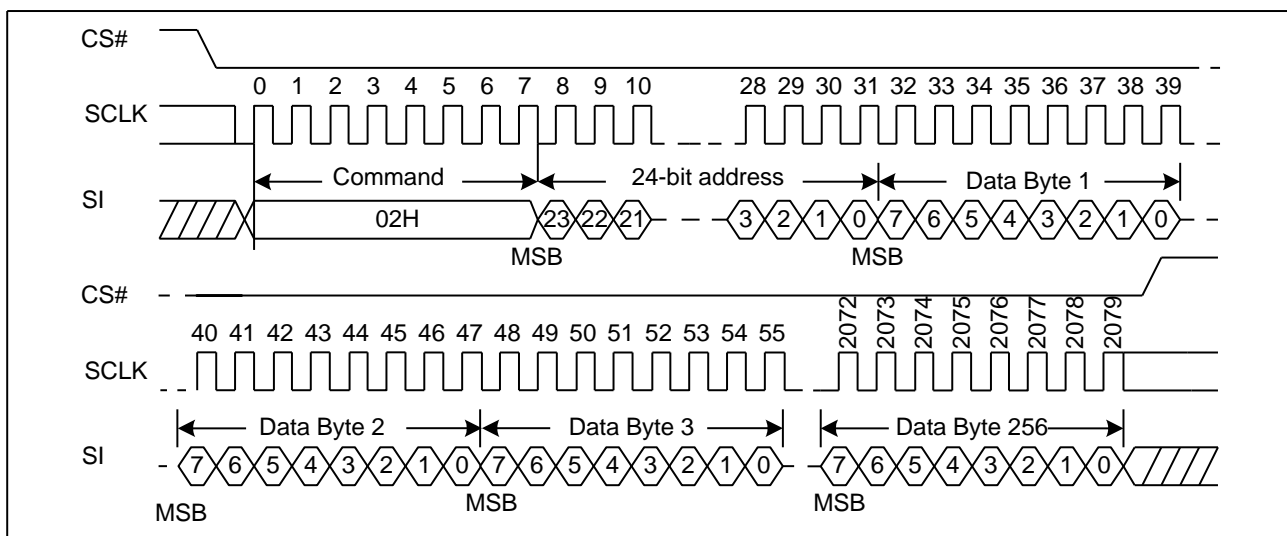 CS#
0 1 2 3 4 5 6 7 8 9 10 28 29 30 31 32 33 34 35 36 37 38 39
SCLK
Command 24-bit address Data Byte 1
SI
02H 23 22 21 3 2 1 0 7 6 5 4 3 2 1 0
MSB MSB
CS#
40 41 42 43 44 45 46 47 48 49 50 51 52 53 54 55 2072 2073 2074 2075 2076 2077 2078 2079
SCLK
Data Byte 2 Data Byte 3 Data Byte 256
SI
7 6 5 4 3 2 1 0 7 6 5 4 3 2 1 0 7 6 5 4 3 2 1 0
MSB MSB MSB